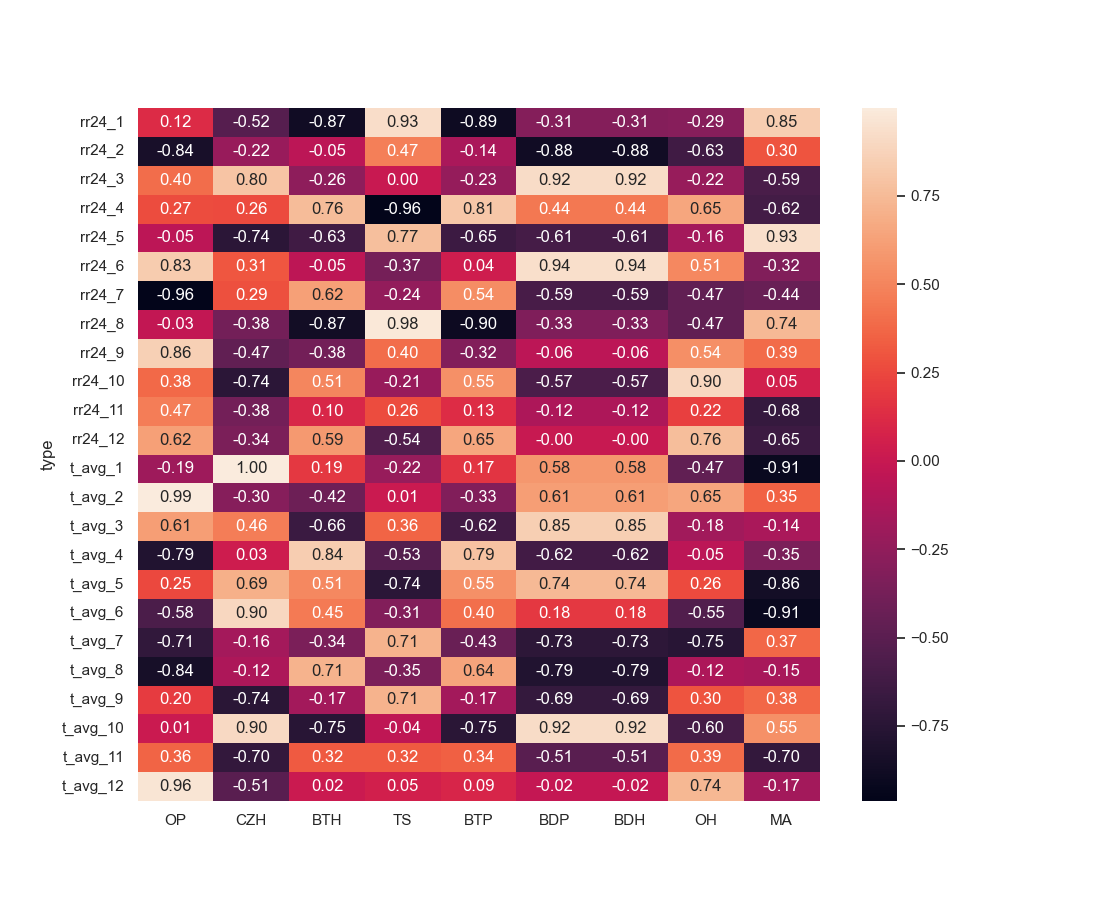 rr24_1 0.12 -0.52 -0.87 0.93 -0.89 -0.31 -0.31 -0.29 0.85
rr24_2 -0.84 -0.22 -0.05 0.47 -0.14 -0.88 -0.88 -0.63 0.30
rr24_3 0.40 0.80 -0.26 0.00 -0.23 0.92 0.92 -0.22 -0.59
rr24_4 0.27 0.26 0.76 -0.96 0.81 0.44 0.44 0.65 -0.62
rr24_5 -0.05 -0.74 -0.63 0.77 -0.65 -0.61 -0.61 -0.16 0.93
rr24_6 0.83 0.31 -0.05 -0.37 0.04 0.94 0.94 0.51 -0.32
rr24_7 -0.96 0.29 0.62 -0.24 0.54 -0.59 -0.59 -0.47 -0.44
rr24_8 -0.03 -0.38 -0.87 0.98 -0.90 -0.33 -0.33 -0.47 0.74
rr24_9 0.86 -0.47 -0.38 0.40 -0.32 -0.06 -0.06 0.54 0.39
rr24_10 0.38 -0.74 0.51 -0.21 0.55 -0.57 -0.57 0.90 0.05
rr24_11 0.47 -0.38 0.10 0.26 0.13 -0.12 -0.12 0.22 -0.68
rr24_12 0.62 -0.34 0.59 -0.54 0.65 -0.00 -0.00 0.76 -0.65
t_avg_1 -0.19 1.00 0.19 -0.22 0.17 0.58 0.58 -0.47 -0.91
t_avg_2 0.99 -0.30 -0.42 0.01 -0.33 0.61 0.61 0.65 0.35
t_avg_3 0.61 0.46 -0.66 0.36 -0.62 0.85 0.85 -0.18 -0.14
t_avg_4 -0.79 0.03 0.84 -0.53 0.79 -0.62 -0.62 -0.05 -0.35
t_avg_5 0.25 0.69 0.51 -0.74 0.55 0.74 0.74 0.26 -0.86
t_avg_6 -0.58 0.90 0.45 -0.31 0.40 0.18 0.18 -0.55 -0.91
t_avg_7 -0.71 -0.16 -0.34 0.71 -0.43 -0.73 -0.73 -0.75 0.37
t_avg_8 -0.84 -0.12 0.71 -0.35 0.64 -0.79 -0.79 -0.12 -0.15
t_avg_9 0.20 -0.74 -0.17 0.71 -0.17 -0.69 -0.69 0.30 0.38
t_avg_10 0.01 0.90 -0.75 -0.04 -0.75 0.92 0.92 -0.60 0.55
t_avg_11 0.36 -0.70 0.32 0.32 0.34 -0.51 -0.51 0.39 -0.70
t_avg_12 0.96 -0.51 0.02 0.05 0.09 -0.02 -0.02 0.74 -0.17
OP CZH BTH TS BTP BDP BDH OH MA
type
0.75
0.50
0.25
0.00
-0.25
-0.50
-0.75